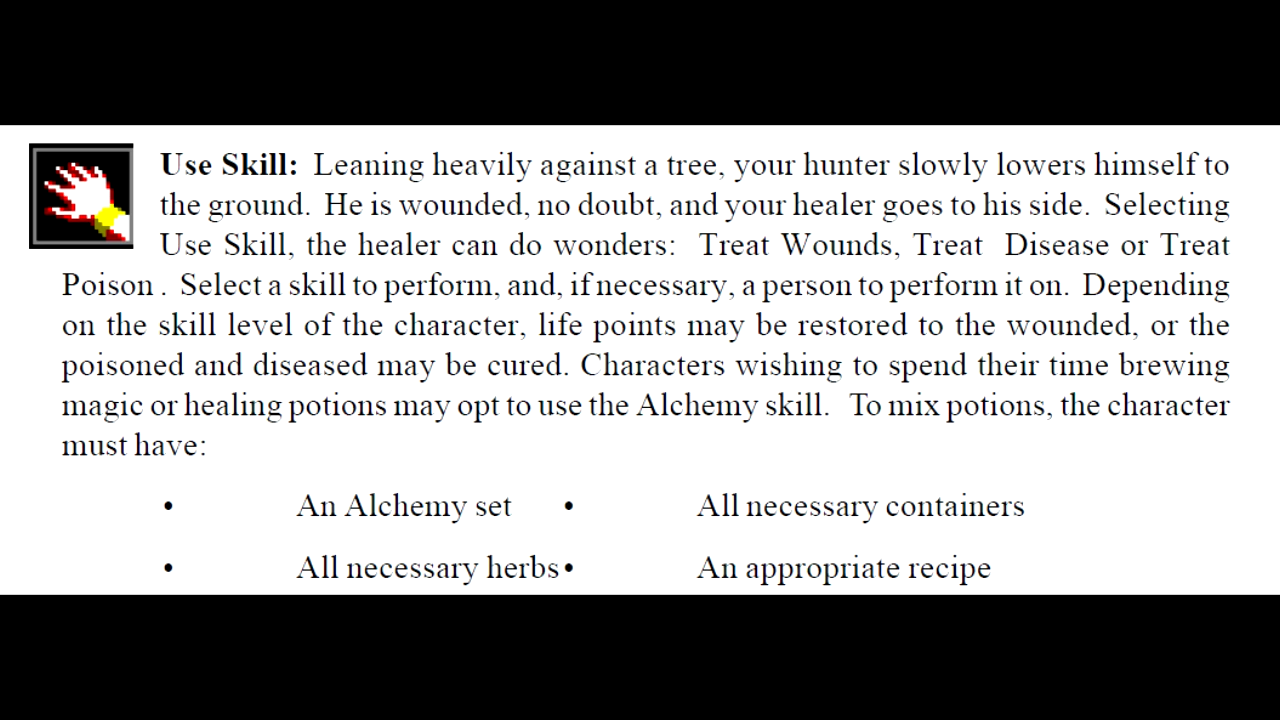 Use Skill: Leaning heavily against a tree, your hunter slowly lowers himself to
the ground. He is wounded, no doubt, and your healer goes to his side. Selecting
Use Skill, the healer can do wonders: Treat Wounds, Treat Disease or Treat
Poison . Select a skill to perform, and, if necessary, a person to perform it on. Depending
on the skill level of the character, life points may be restored to the wounded, or the
poisoned and diseased may be cured. Characters wishing to spend their time brewing
magic or healing potions may opt to use the Alchemy skill. To mix potions, the character
must have:
• An Alchemy set • All necessary containers
• All necessary herbs • An appropriate recipe